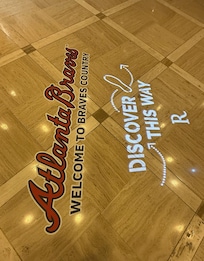 Atlanta Braves
WELCOME TO BRAVES COUNTRY
DISCOVER
THIS WAY
R